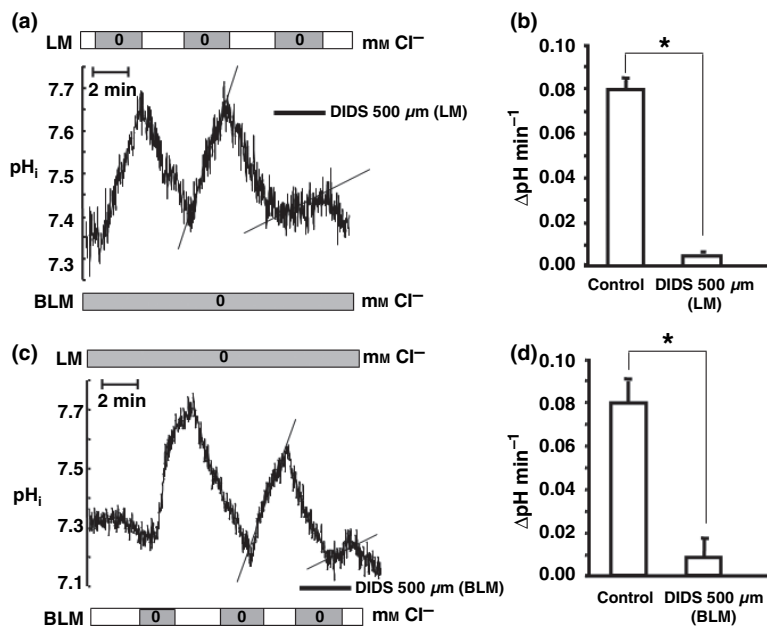 (a)
LM 0 0 0 mM Cl–
2 min
7.7
7.6
7.5
7.4
7.3
pHi
DIDS 500 µm (LM)
BLM 0 mM Cl–
(b)
0.10
0.08
0.06
0.04
0.02
0.00
ΔpH min–1
*
Control DIDS 500 µm
(LM)
(c)
LM 0 mM Cl–
2 min
7.7
7.5
7.3
7.1
pHi
DIDS 500 µm (BLM)
BLM 0 0 0 mM Cl–
(d)
0.10
0.08
0.06
0.04
0.02
0.00
ΔpH min–1
*
Control DIDS 500 µm
(BLM)